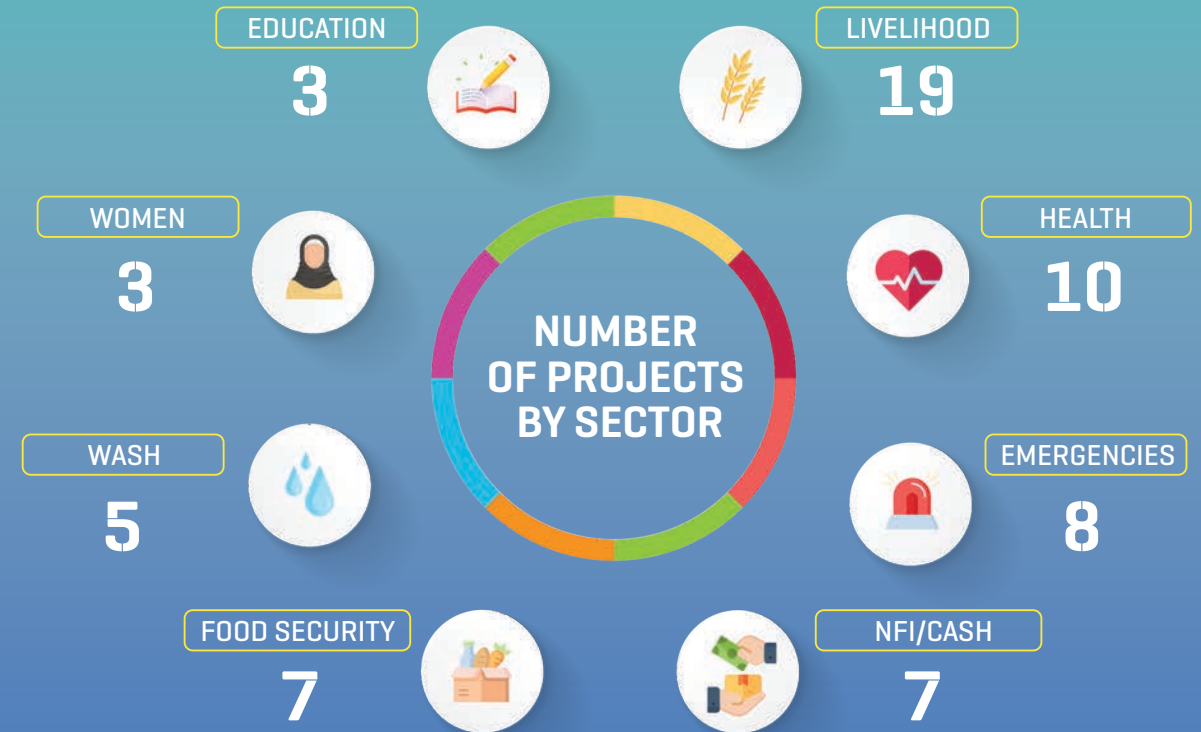 EDUCATION
3
LIVELIHOOD
19
WOMEN
3
HEALTH
10
NUMBER
OF PROJECTS
BY SECTOR
WASH
5
EMERGENCIES
8
FOOD SECURITY
7
NFI/CASH
7